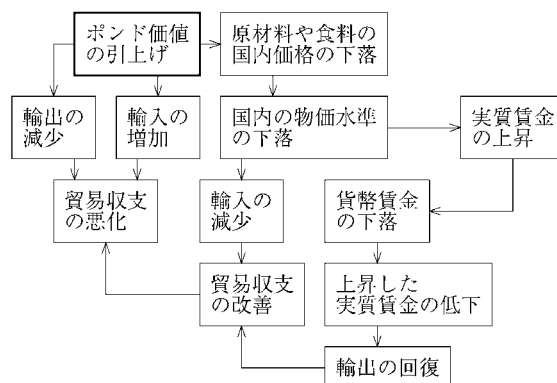 ポンド価値
の引上げ
原材料や食料の
国内価格の下落
輸出の
減少
輸入の
増加
国内の物価水準
の下落
実質賃金
の上昇
貿易収支
の悪化
輸入の
減少
貨幣賃金
の下落
貿易収支
の改善
上昇した
実質賃金の低下
輸出の回復